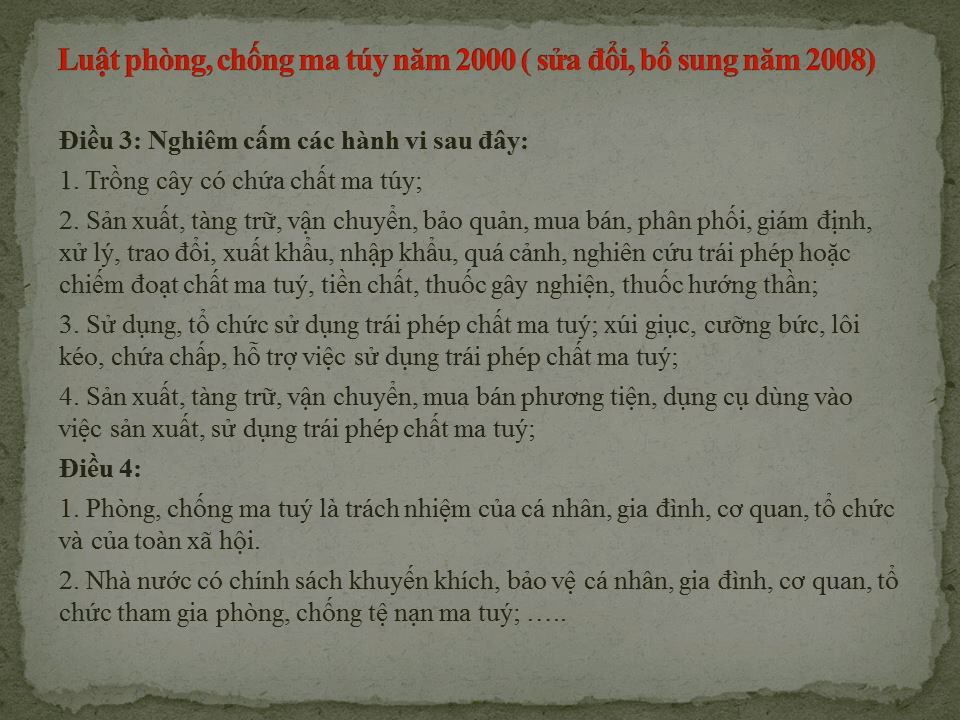 Luật phòng, chống ma túy năm 2000 ( sửa đổi, bổ sung năm 2008)
Điều 3: Nghiêm cấm các hành vi sau đây:
1. Trồng cây có chứa chất ma túy;
2. Sản xuất, tàng trữ, vận chuyển, bảo quản, mua bán, phân phối, giám định,
xử lý, trao đổi, xuất khẩu, nhập khẩu, quá cảnh, nghiên cứu trái phép hoặc
chiếm đoạt chất ma tuý, tiền chất, thuốc gây nghiện, thuốc hướng thần;
3. Sử dụng, tổ chức sử dụng trái phép chất ma tuý; xúi giục, cưỡng bức, lôi
kéo, chứa chấp, hỗ trợ việc sử dụng trái phép chất ma tuý;
4. Sản xuất, tàng trữ, vận chuyển, mua bán phương tiện, dụng cụ dùng vào
việc sản xuất, sử dụng trái phép chất ma tuý;
Điều 4:
1. Phòng, chống ma tuý là trách nhiệm của cá nhân, gia đình, cơ quan, tổ chức
và của toàn xã hội.
2. Nhà nước có chính sách khuyến khích, bảo vệ cá nhân, gia đình, cơ quan, tổ
chức tham gia phòng, chống tệ nạn ma tuý; …..